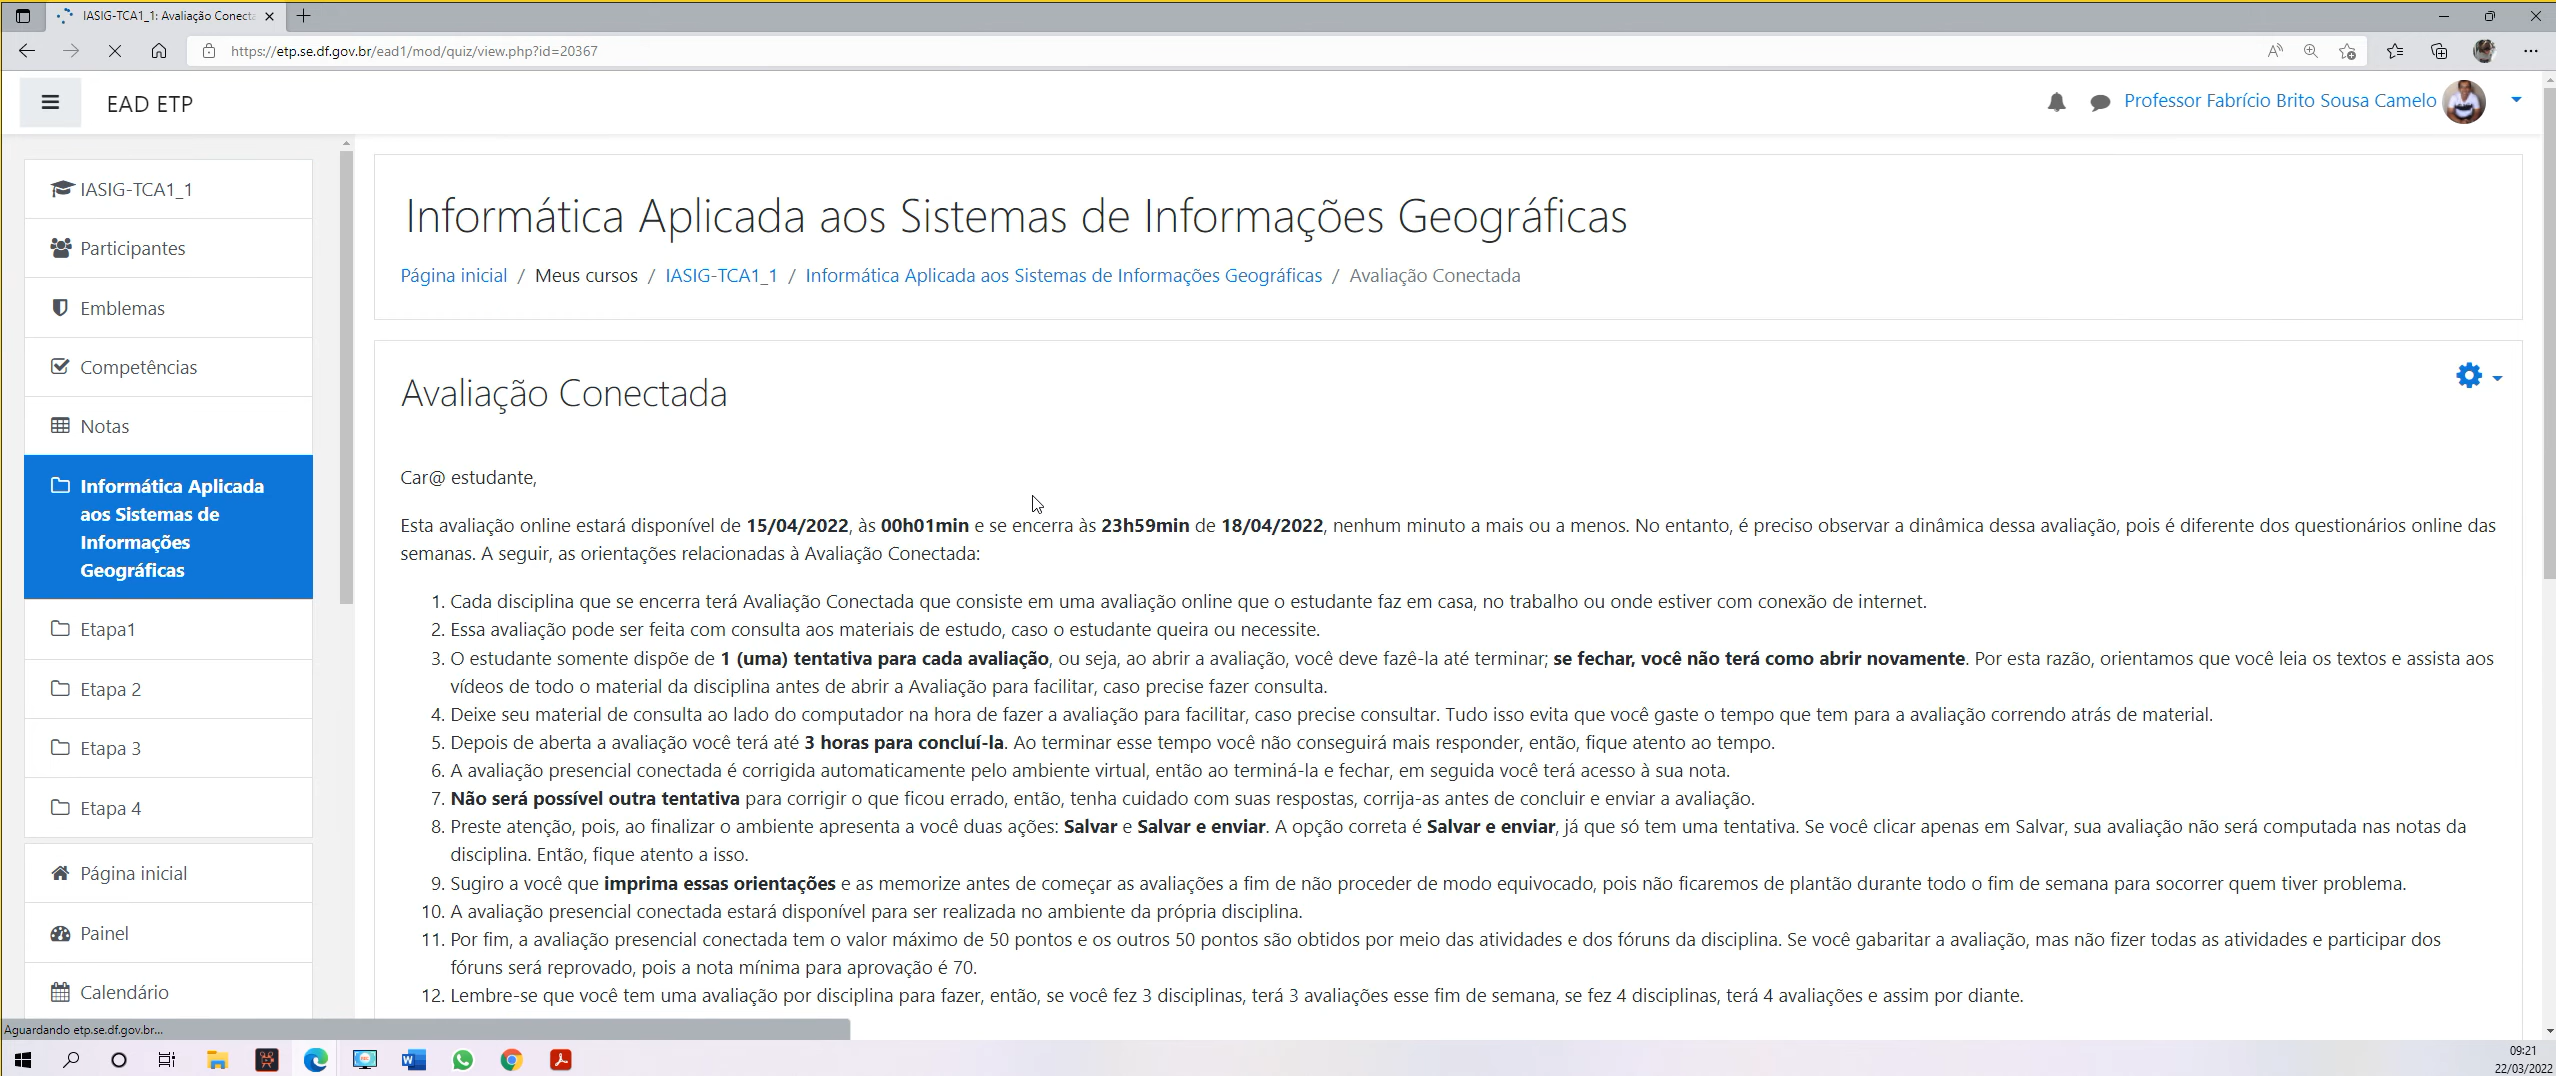 IASIG-TCA1_1: Avaliação Conecta
https://etp.se.df.gov.br/ead1/mod/quiz/view.php?id=20367
EAD ETP
Professor Fabrício Brito Sousa Camelo
IASIG-TCA1_1
Participantes
Emblemas
Competências
Notas
Informática Aplicada
aos Sistemas de
Informações
Geográficas
Etapa1
Etapa 2
Etapa 3
Etapa 4
Página inicial
Painel
Calendário
Informática Aplicada aos Sistemas de Informações Geográficas
Página inicial / Meus cursos / IASIG-TCA1_1 / Informática Aplicada aos Sistemas de Informações Geográficas / Avaliação Conectada
Avaliação Conectada
Car@ estudante,
Esta avaliação online estará disponível de 15/04/2022, às 00h01min e se encerra às 23h59min de 18/04/2022, nenhum minuto a mais ou a menos. No entanto, é preciso observar a dinâmica dessa avaliação, pois é diferente dos questionários online das
semanas. A seguir, as orientações relacionadas à Avaliação Conectada:
1. Cada disciplina que se encerra terá Avaliação Conectada que consiste em uma avaliação online que o estudante faz em casa, no trabalho ou onde estiver com conexão de internet.
2. Essa avaliação pode ser feita com consulta aos materiais de estudo, caso o estudante queira ou necessite.
3. O estudante somente dispõe de 1 (uma) tentativa para cada avaliação, ou seja, ao abrir a avaliação, você deve fazê-la até terminar; se fechar, você não terá como abrir novamente. Por esta razão, orientamos que você leia os textos e assista aos
vídeos de todo o material da disciplina antes de abrir a Avaliação para facilitar, caso precise fazer consulta.
4. Deixe seu material de consulta ao lado do computador na hora de fazer a avaliação para facilitar, caso precise consultar. Tudo isso evita que você gaste o tempo que tem para a avaliação correndo atrás de material.
5. Depois de aberta a avaliação você terá até 3 horas para concluí-la. Ao terminar esse tempo você não conseguirá mais responder, então, fique atento ao tempo.
6. A avaliação presencial conectada é corrigida automaticamente pelo ambiente virtual, então ao terminá-la e fechar, em seguida você terá acesso à sua nota.
7. Não será possível outra tentativa para corrigir o que ficou errado, então, tenha cuidado com suas respostas, corrija-as antes de concluir e enviar a avaliação.
8. Preste atenção, pois, ao finalizar o ambiente apresenta a você duas ações: Salvar e Salvar e enviar. A opção correta é Salvar e enviar, já que só tem uma tentativa. Se você clicar apenas em Salvar, sua avaliação não será computada nas notas da
disciplina. Então, fique atento a isso.
9. Sugiro a você que imprima essas orientações e as memorize antes de começar as avaliações a fim de não proceder de modo equivocado, pois não ficaremos de plantão durante todo o fim de semana para socorrer quem tiver problema.
10. A avaliação presencial conectada estará disponível para ser realizada no ambiente da própria disciplina.
11. Por fim, a avaliação presencial conectada tem o valor máximo de 50 pontos e os outros 50 pontos são obtidos por meio das atividades e dos fóruns da disciplina. Se você gabaritar a avaliação, mas não fizer todas as atividades e participar dos
fóruns será reprovado, pois a nota mínima para aprovação é 70.
12. Lembre-se que você tem uma avaliação por disciplina para fazer, então, se você fez 3 disciplinas, terá 3 avaliações esse fim de semana, se fez 4 disciplinas, terá 4 avaliações e assim por diante.
Aguardando etp.se.df.gov.br...
09:21
22/03/2022